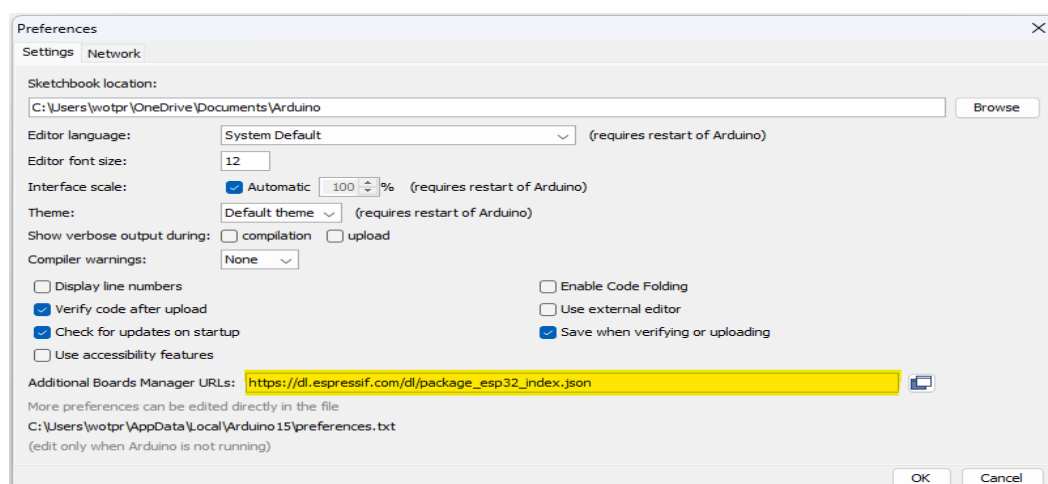 Preferences
Settings Network
Sketchbook location:
C:\Users\wotpr\OneDrive\Documents\Arduino Browse
Editor language: System Default (requires restart of Arduino)
Editor font size: 12
Interface scale: Automatic 100 % (requires restart of Arduino)
Theme: Default theme (requires restart of Arduino)
Show verbose output during: compilation upload
Compiler warnings: None
Display line numbers Enable Code Folding
Verify code after upload Use external editor
Check for updates on startup Save when verifying or uploading
Use accessibility features
Additional Boards Manager URLs: https://dl.espressif.com/dl/package_esp32_index.json
More preferences can be edited directly in the file
C:\Users\wotpr\AppData\Local\Arduino15\preferences.txt
(edit only when Arduino is not running)
OK Cancel